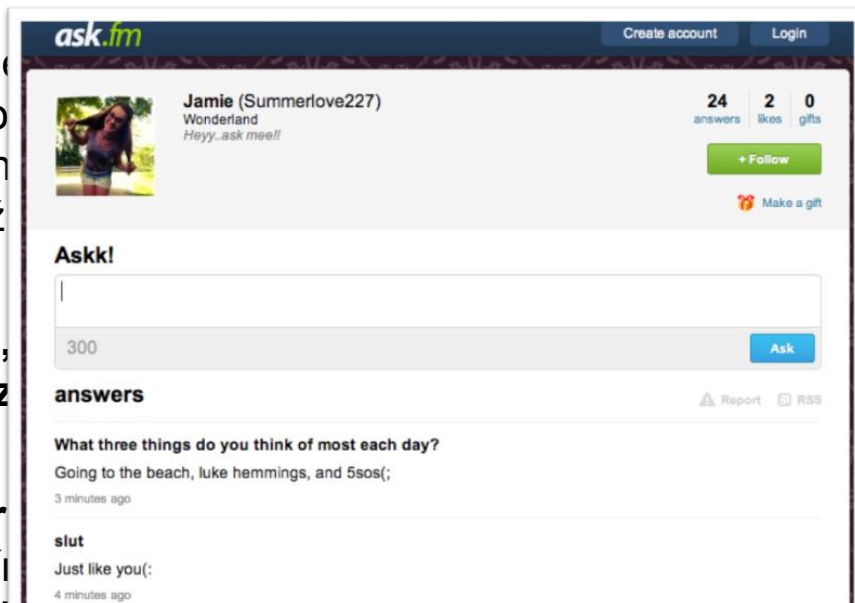 ask.fm
Create account
Login
Jamie (Summerlove227)
Wonderland
Heyy..ask mee!!
24 answers
2 likes
0 gifts
+ Follow
Make a gift
Askk!
300
Ask
answers
Report
RSS
What three things do you think of most each day?
Going to the beach, luke hemmings, and 5sos(;
3 minutes ago
slut
Just like you(:
4 minutes ago